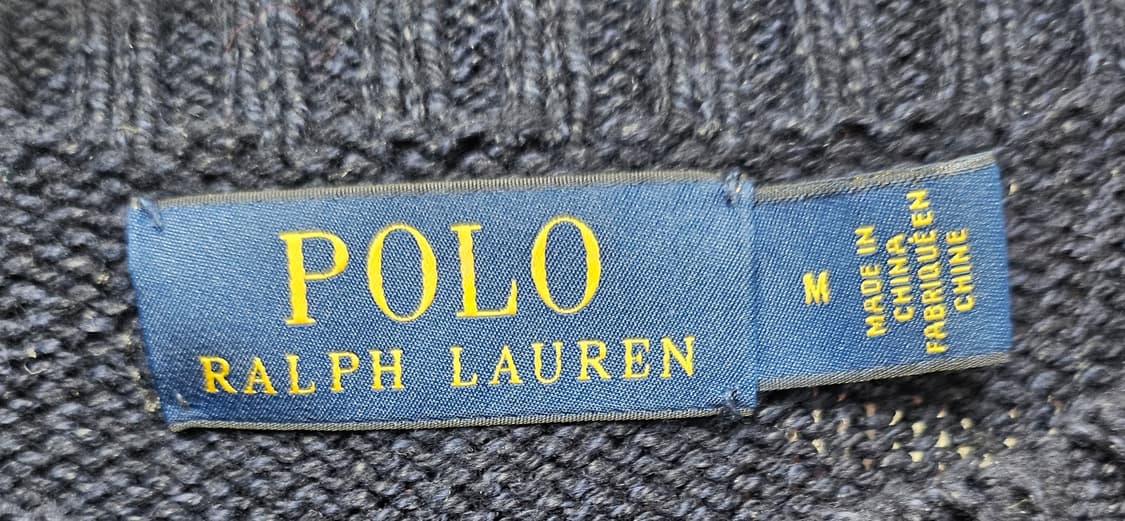 POLO
RALPH LAUREN
M
MADE IN
CHINA
FABRIQUÉ EN
CHINE